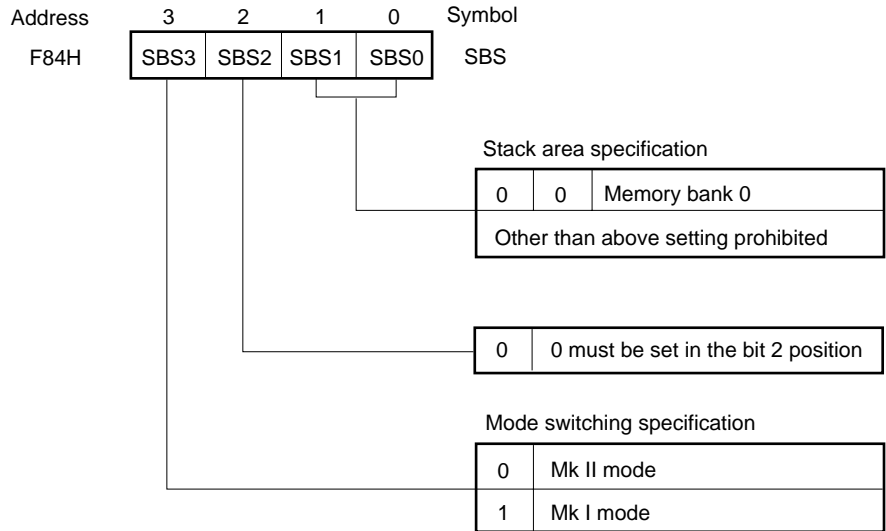 Address 3 2 1 0 Symbol
F84H SBS3 SBS2 SBS1 SBS0 SBS
Stack area specification
0 0 Memory bank 0
Other than above setting prohibited
0 0 must be set in the bit 2 position
Mode switching specification
0 Mk II mode
1 Mk I mode